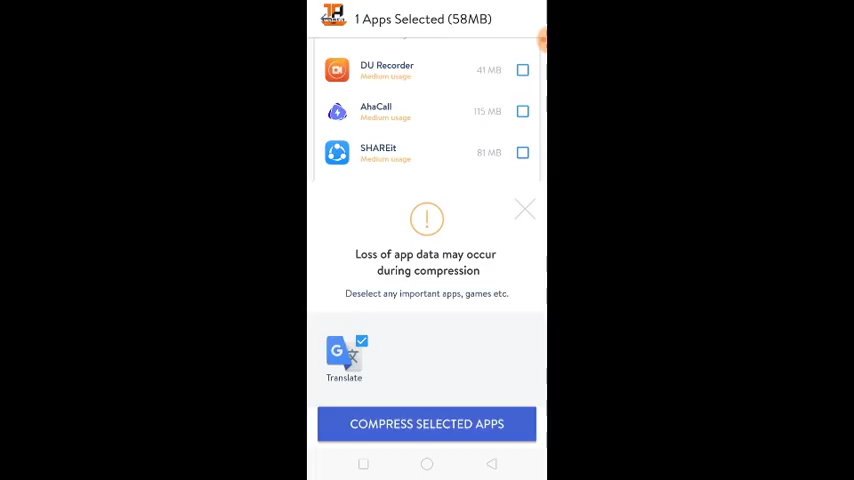 1 Apps Selected (58MB)
DU Recorder
Medium usage
41 MB
AhaCall
Medium usage
115 MB
SHAREit
Medium usage
81 MB
Loss of app data may occur
during compression
Deselect any important apps, games etc.
Translate
COMPRESS SELECTED APPS